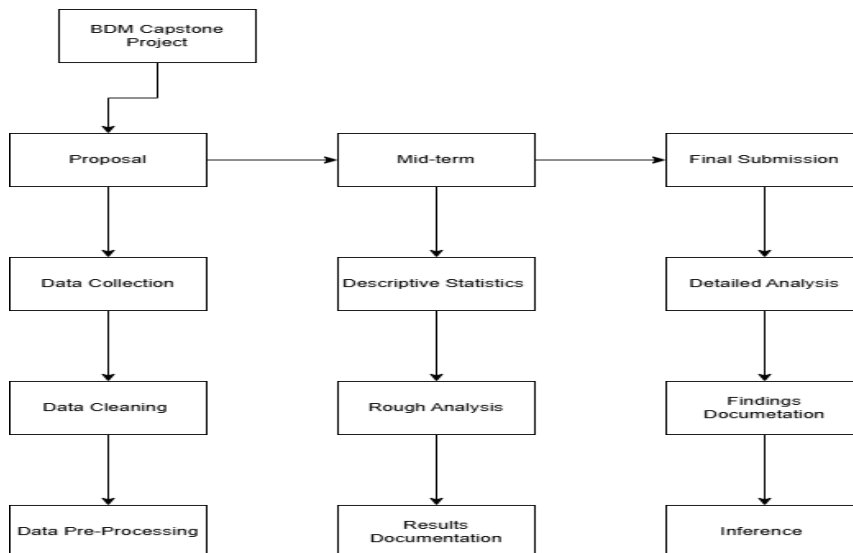 BDM Capstone
Project
Proposal
Mid-term
Final Submission
Data Collection
Descriptive Statistics
Detailed Analysis
Data Cleaning
Rough Analysis
Findings
Documetation
Data Pre-Processing
Results
Documentation
Inference